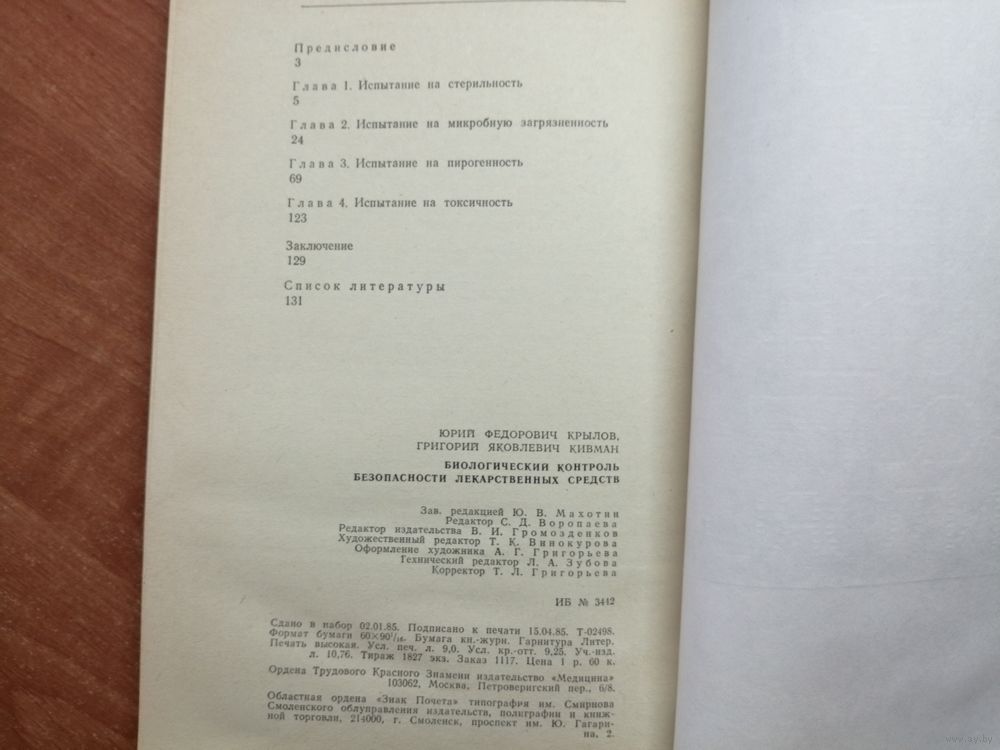 Предисловие
3
Глава 1. Испытание на стерильность
5
Глава 2. Испытание на микробную загрязненность
24
Глава 3. Испытание на пирогенность
69
Глава 4. Испытание на токсичность
123
Заключение
129
Список литературы
131
ЮРИЙ ФЕДОРОВИЧ КРЫЛОВ,
ГРИГОРИЙ ЯКОВЛЕВИЧ КИВМАН
БИОЛОГИЧЕСКИЙ КОНТРОЛЬ
БЕЗОПАСНОСТИ ЛЕКАРСТВЕННЫХ СРЕДСТВ
Зав. редакцией Ю. В. Махотин
Редактор С. Д. Воропаева
Редактор издательства В. И. Громозденков
Художественный редактор Т. К. Винокурова
Оформление художника А. Г. Григорьева
Технический редактор Л. А. Зубова
Корректор Т. Л. Григорьева
ИБ № 3442
Сдано в набор 02.01.85. Подписано к печати 15.04.85. Т-02498.
Формат бумаги 60×90¹/₁₆. Бумага кн.-журн. Гарнитура Литер.
Печать высокая. Усл. печ. л. 9,0. Усл. кр.-отт. 9,25. Уч.-изд.
л. 10,76. Тираж 1827 экз. Заказ 1117. Цена 1 р. 60 к.
Ордена Трудового Красного Знамени издательство «Медицина»
103062, Москва, Петроверигский пер., 6/8.
Областная ордена «Знак Почета» типография им. Смирнова
Смоленского облуправления издательств, полиграфии и книж-
ной торговли, 214000, г. Смоленск, проспект им. Ю. Гагари-
на, 2.
www.ay.by